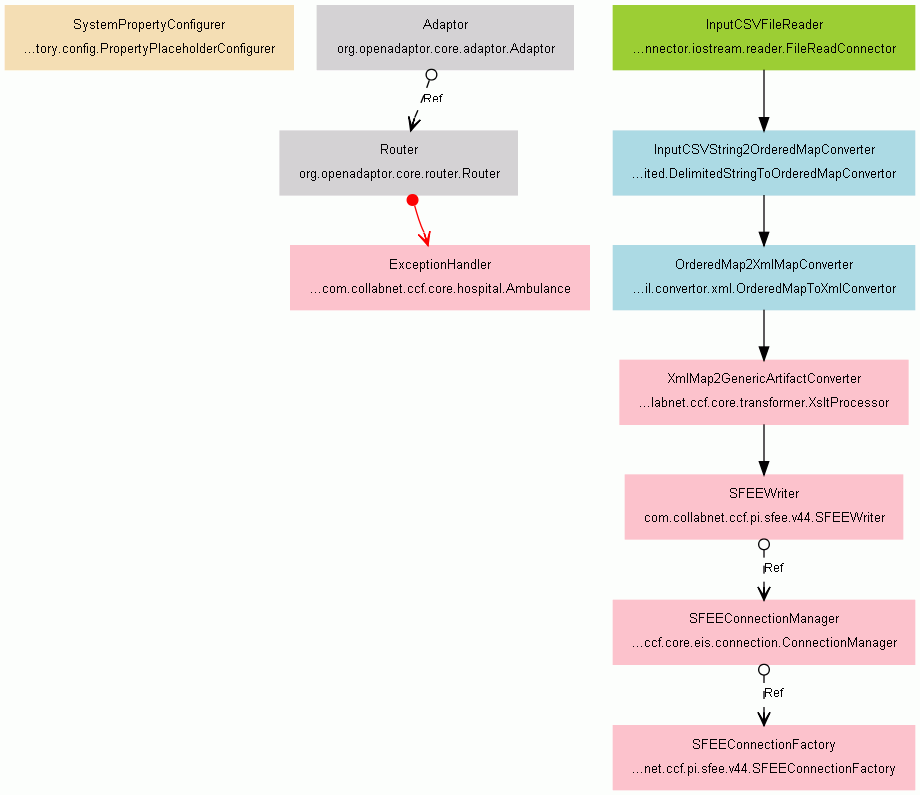 SystemPropertyConfigurer
...tory.config.PropertyPlaceholderConfigurer
Adaptor
org.openadaptor.core.adaptor.Adaptor
InputCSVFileReader
...nnector.iostream.reader.FileReadConnector
Ref
Router
org.openadaptor.core.router.Router
InputCSVString2OrderedMapConverter
...ited.DelimitedStringToOrderedMapConvertor
ExceptionHandler
...com.collabnet.ccf.core.hospital.Ambulance
OrderedMap2XmlMapConverter
...il.convertor.xml.OrderedMapToXmlConvertor
XmlMap2GenericArtifactConverter
...labnet.ccf.core.transformer.XsltProcessor
SFEEWriter
com.collabnet.ccf.pi.sfee.v44.SFEEWriter
Ref
SFEEConnectionManager
...ccf.core.eis.connection.ConnectionManager
Ref
SFEEConnectionFactory
...net.ccf.pi.sfee.v44.SFEEConnectionFactory